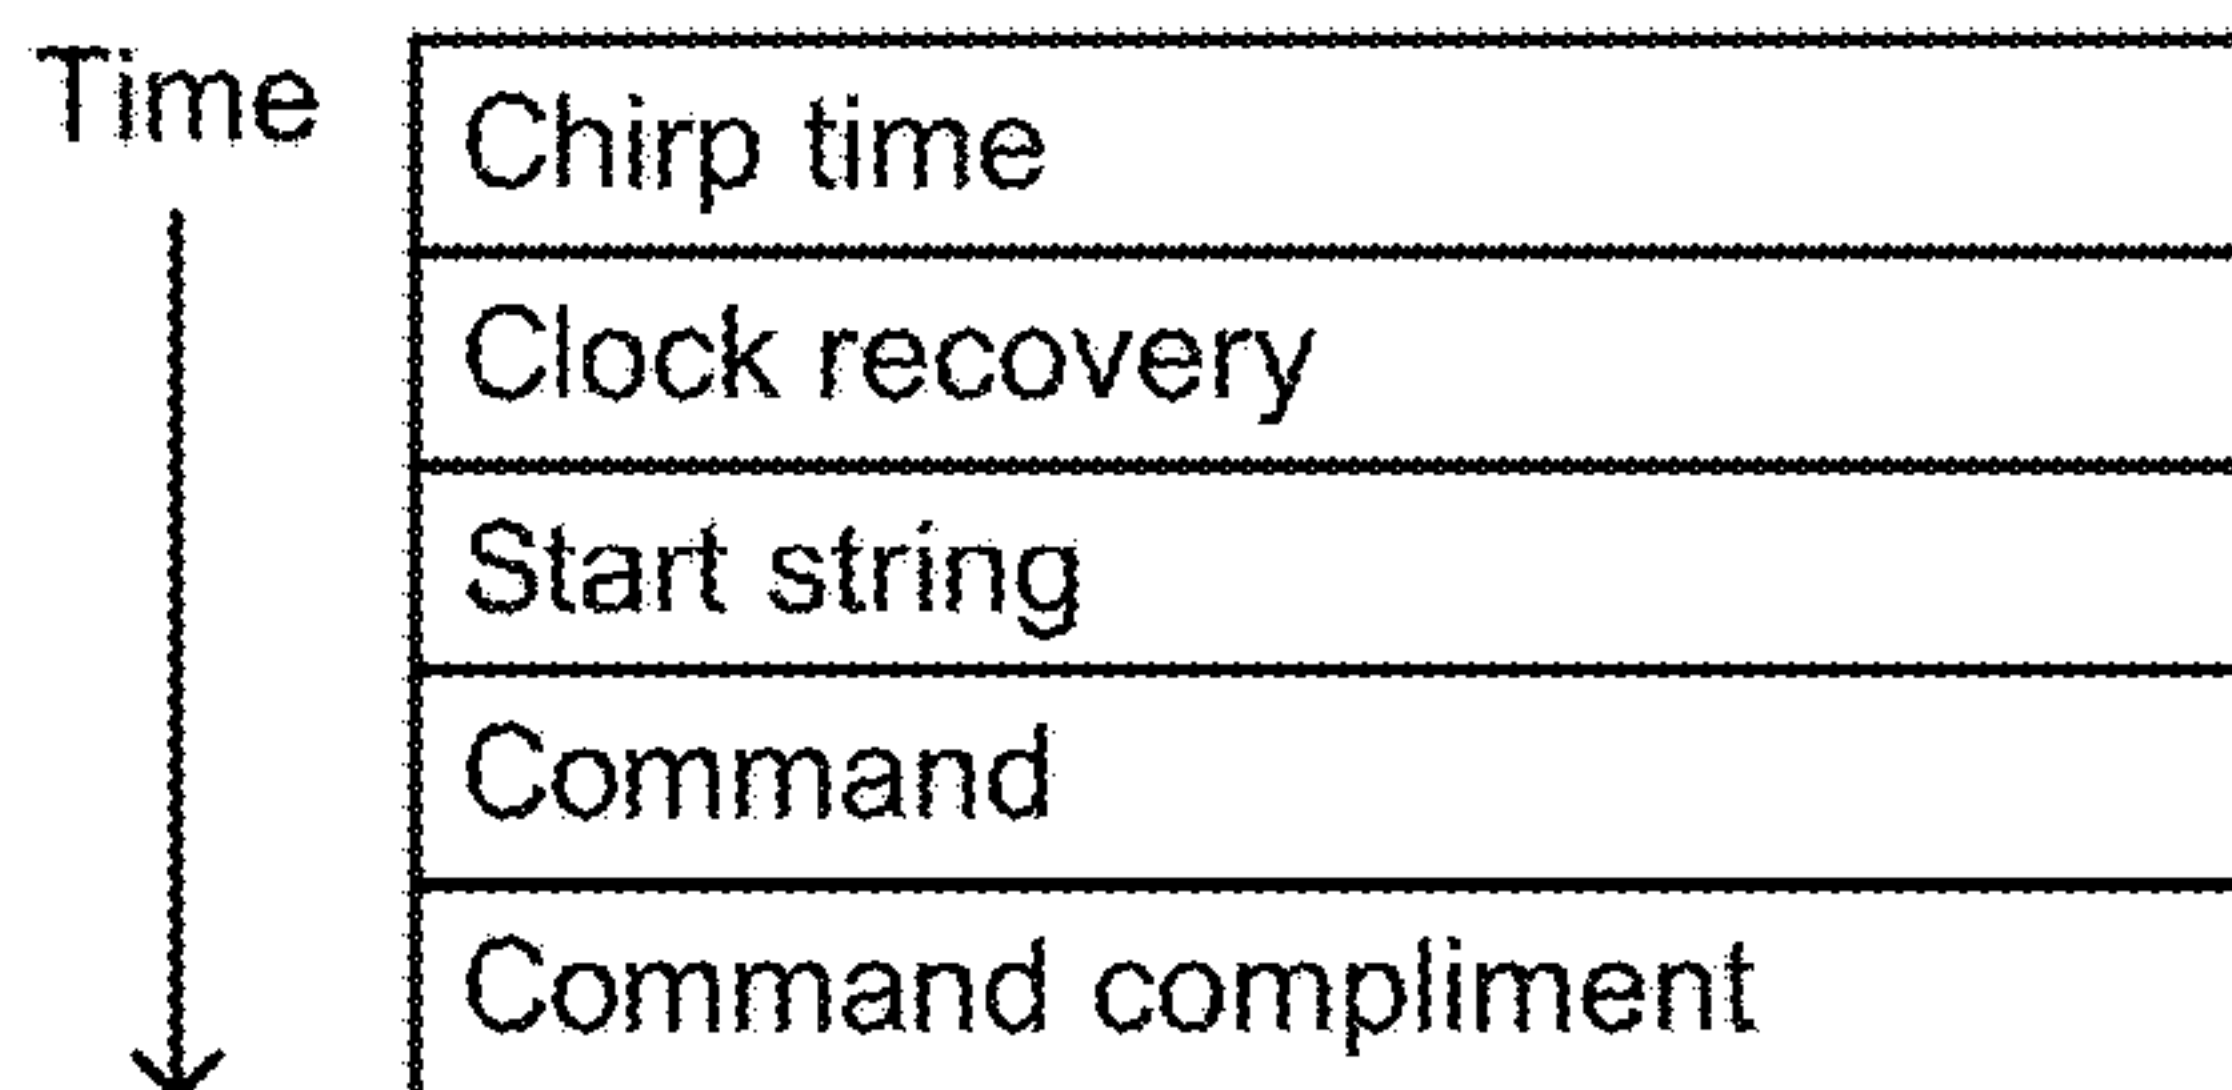 Time
Chirp time
Clock recovery
Start string
Command
Command compliment